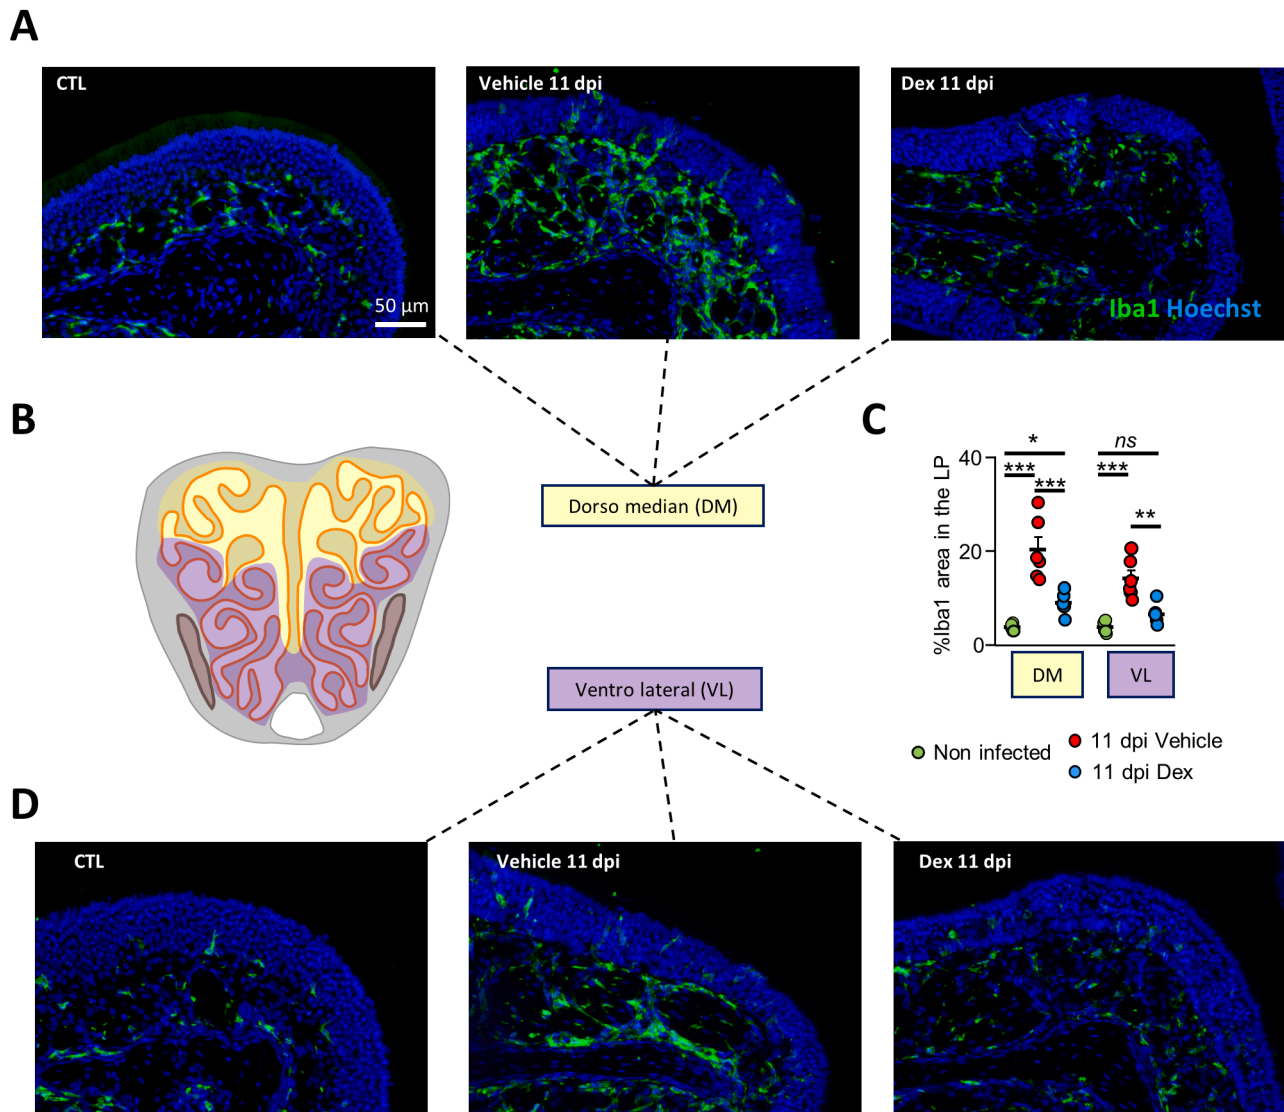 A
CTL
Vehicle 11 dpi
Dex 11 dpi
50 µm
Iba1 Hoechst
B
C
Dorso median (DM)
Ventro lateral (VL)
%Iba1 area in the LP
40
20
0
*
***
***
ns
***
**
DM
VL
Non infected
11 dpi Vehicle
11 dpi Dex
D
CTL
Vehicle 11 dpi
Dex 11 dpi